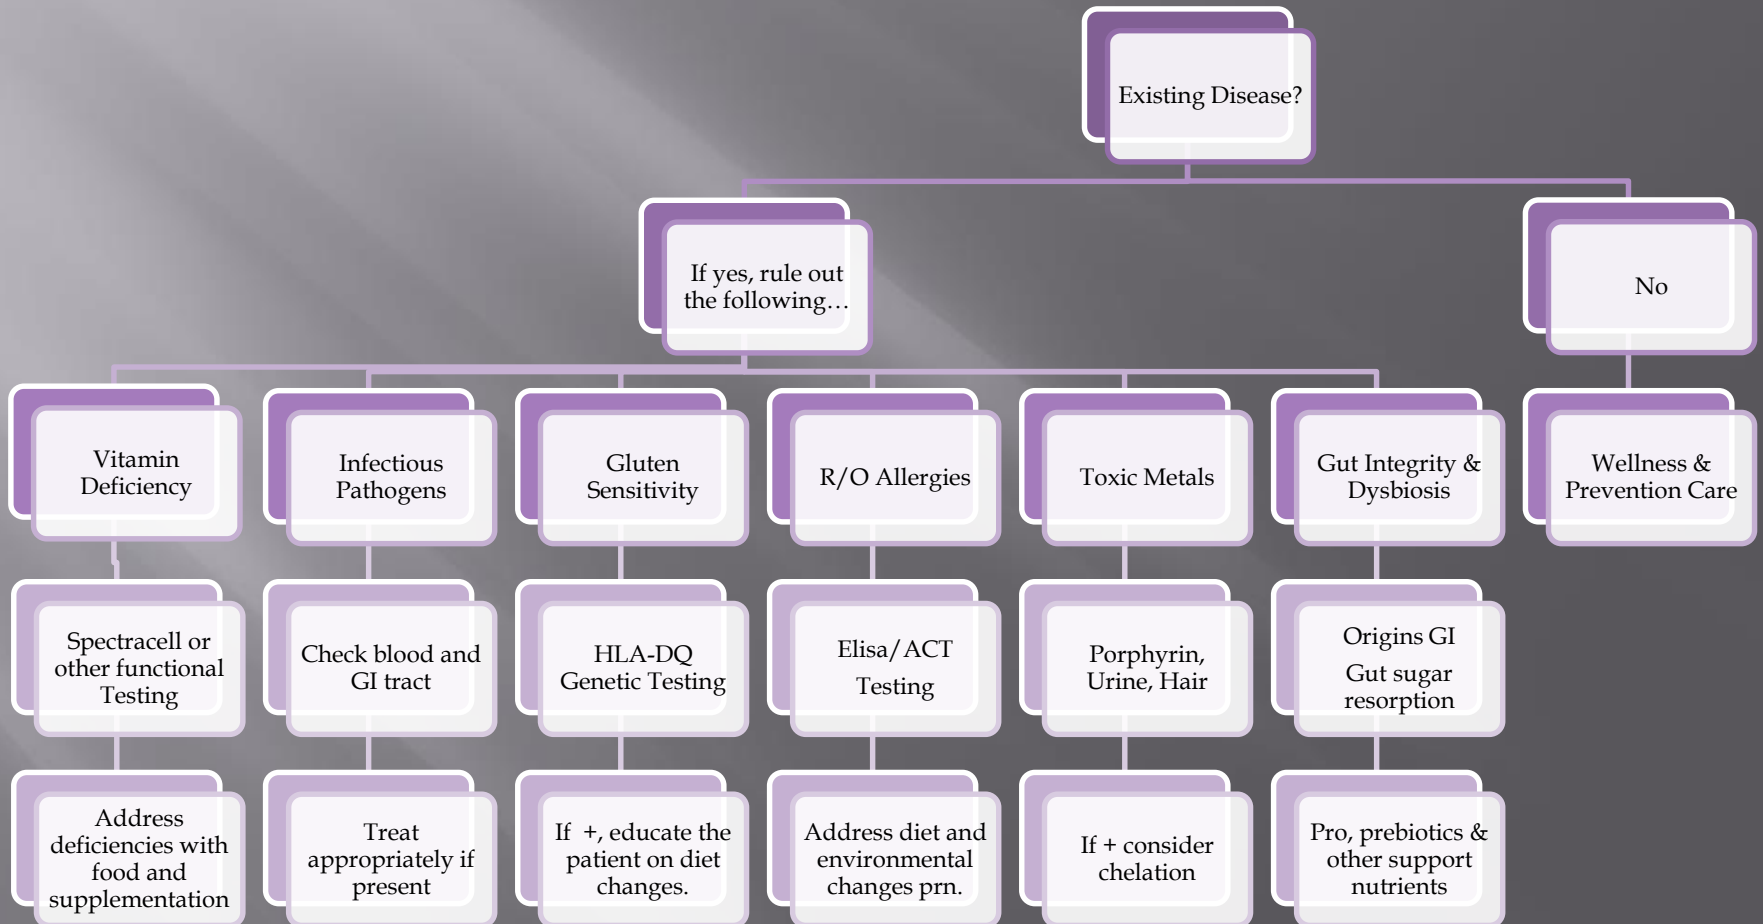 Existing Disease?
If yes, rule out
the following…
No
Vitamin
Deficiency
Infectious
Pathogens
Gluten
Sensitivity
R/O Allergies
Toxic Metals
Gut Integrity &
Dysbiosis
Wellness &
Prevention Care
Spectracell or
other functional
Testing
Check blood and
GI tract
HLA-DQ
Genetic Testing
Elisa/ACT
Testing
Porphyrin,
Urine, Hair
Origins GI
Gut sugar
resorption
Address
deficiencies with
food and
supplementation
Treat
appropriately if
present
If +, educate the
patient on diet
changes.
Address diet and
environmental
changes prn.
If + consider
chelation
Pro, prebiotics &
other support
nutrients